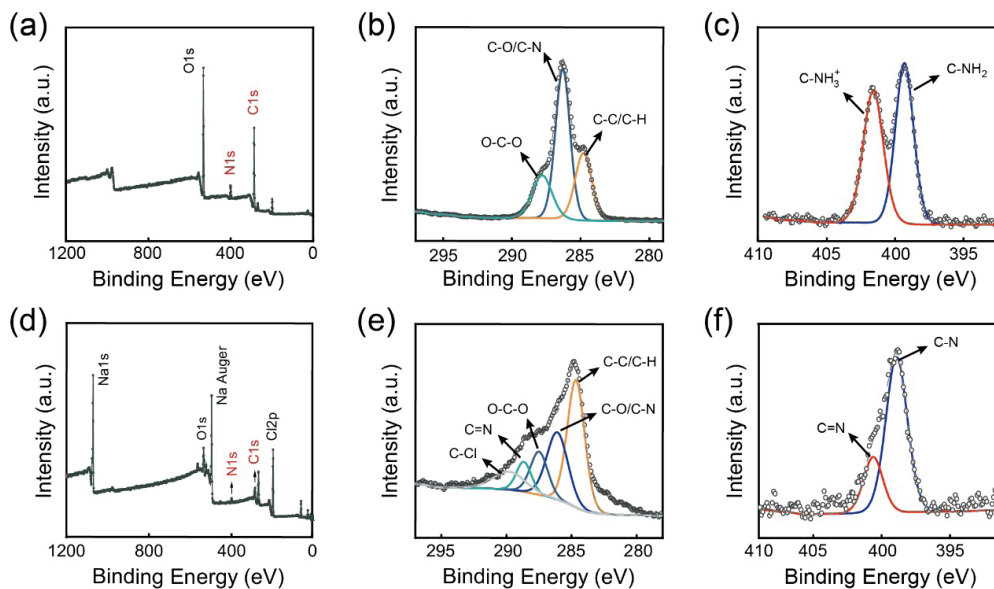 (a)
Intensity (a.u.)
O1s
N1s
C1s
1200 800 400 0
Binding Energy (eV)
(b)
Intensity (a.u.)
C-O/C-N
O-C-O
C-C/C-H
295 290 285 280
Binding Energy (eV)
(c)
Intensity (a.u.)
C-NH₃⁺
C-NH₂
410 405 400 395
Binding Energy (eV)
(d)
Intensity (a.u.)
Na1s
O1s
Na Auger
N1s
C1s
Cl2p
1200 800 400 0
Binding Energy (eV)
(e)
Intensity (a.u.)
C-C/C-H
O-C-O
C-O/C-N
C=N
C-Cl
295 290 285 280
Binding Energy (eV)
(f)
Intensity (a.u.)
C-N
C=N
410 405 400 395
Binding Energy (eV)